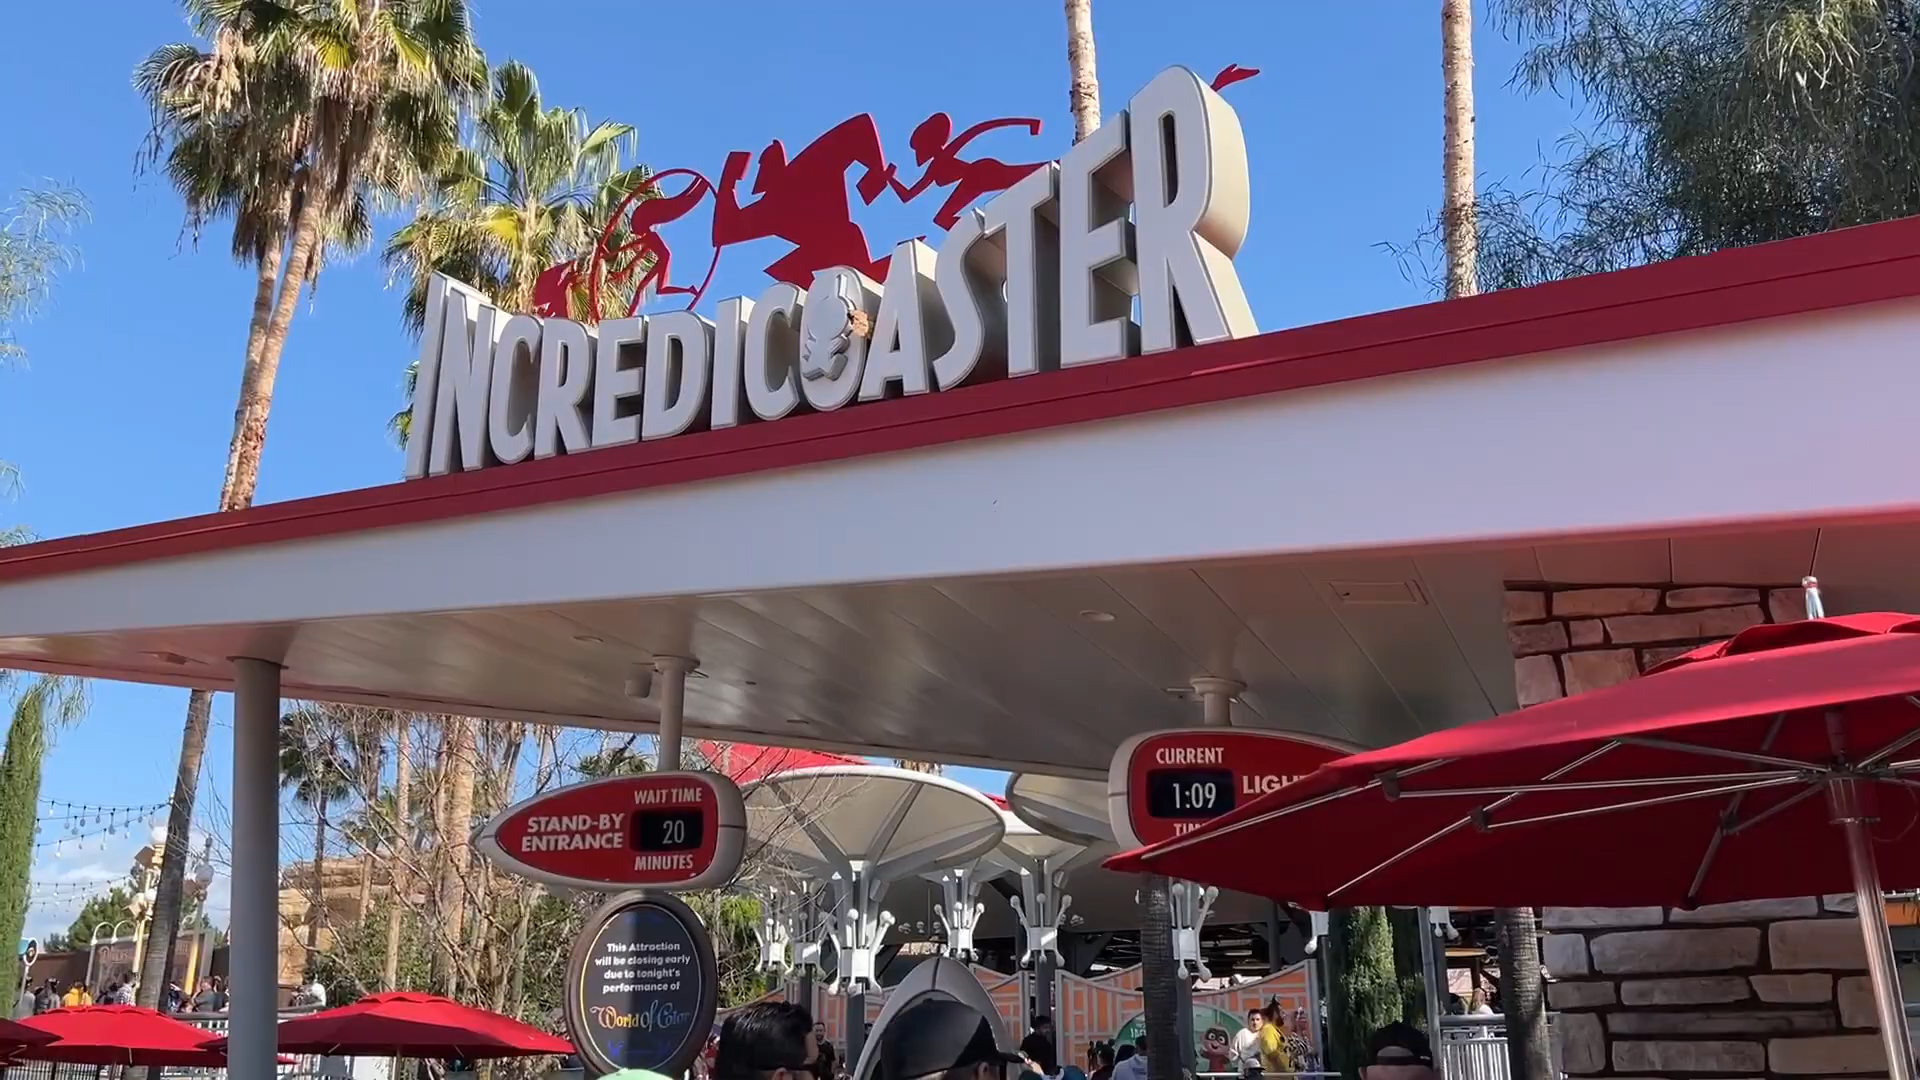 INCREDICOASTER
WAIT TIME
STAND-BY
ENTRANCE
20
MINUTES
CURRENT
1:09
This Attraction
will be closing early
due to tonight's
performance of
World Of Color